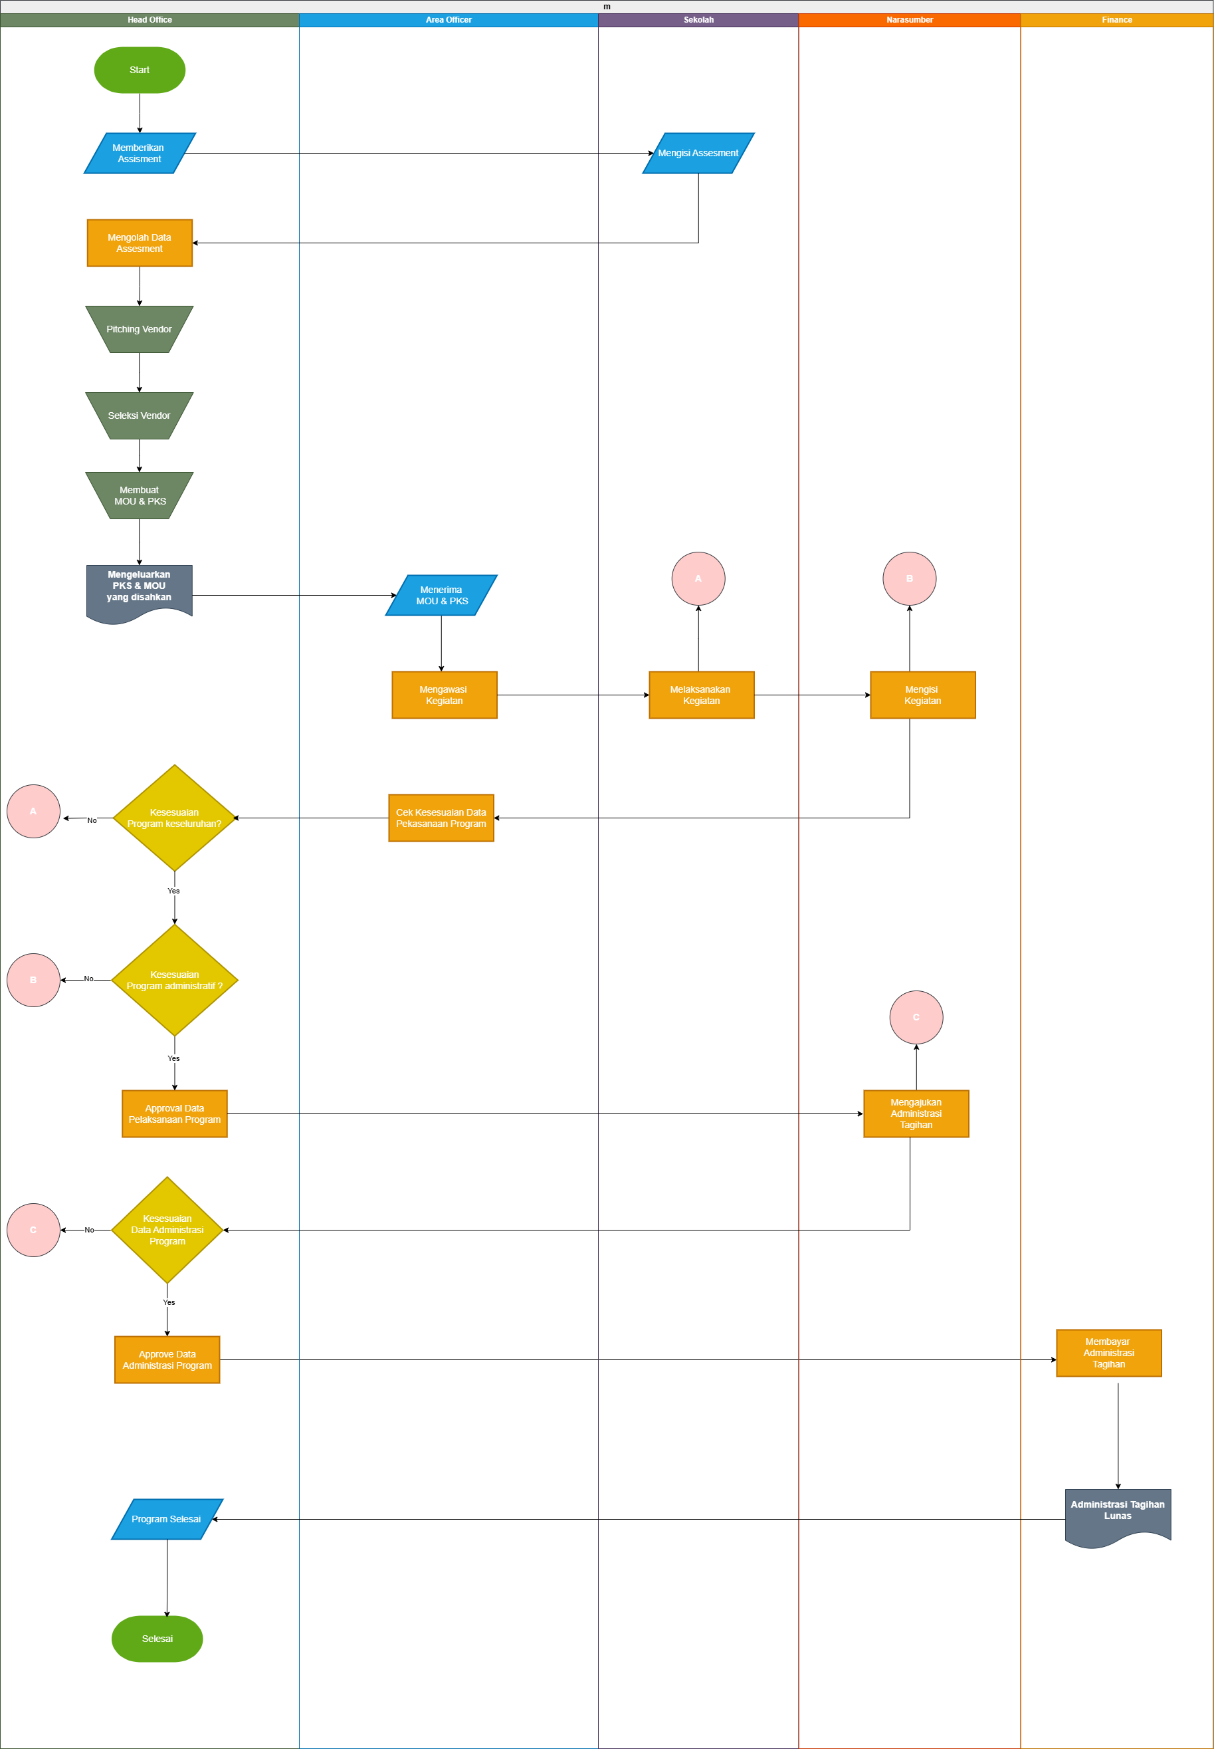 m
Head Office
Area Officer
Sekolah
Narasumber
Finance
Start
Memberikan
Assisment
Mengisi Assesment
Mengolah Data
Assesment
Pitching Vendor
Seleksi Vendor
Membuat
MOU & PKS
Mengeluarkan
PKS & MOU
yang disahkan
Menerima
MOU & PKS
A
B
Mengawasi
Kegiatan
Melaksanakan
Kegiatan
Mengisi
Kegiatan
A
No
Kesesuaian
Program keseluruhan?
Cek Kesesuaian Data
Pekasanaan Program
Yes
B
No
Kesesuaian
Program administratif ?
C
Yes
Approval Data
Pelaksanaan Program
Mengajukan
Administrasi
Tagihan
C
No
Kesesuaian
Data Administrasi
Program
Yes
Approve Data
Administrasi Program
Membayar
Administrasi
Tagihan
Program Selesai
Administrasi Tagihan
Lunas
Selesai